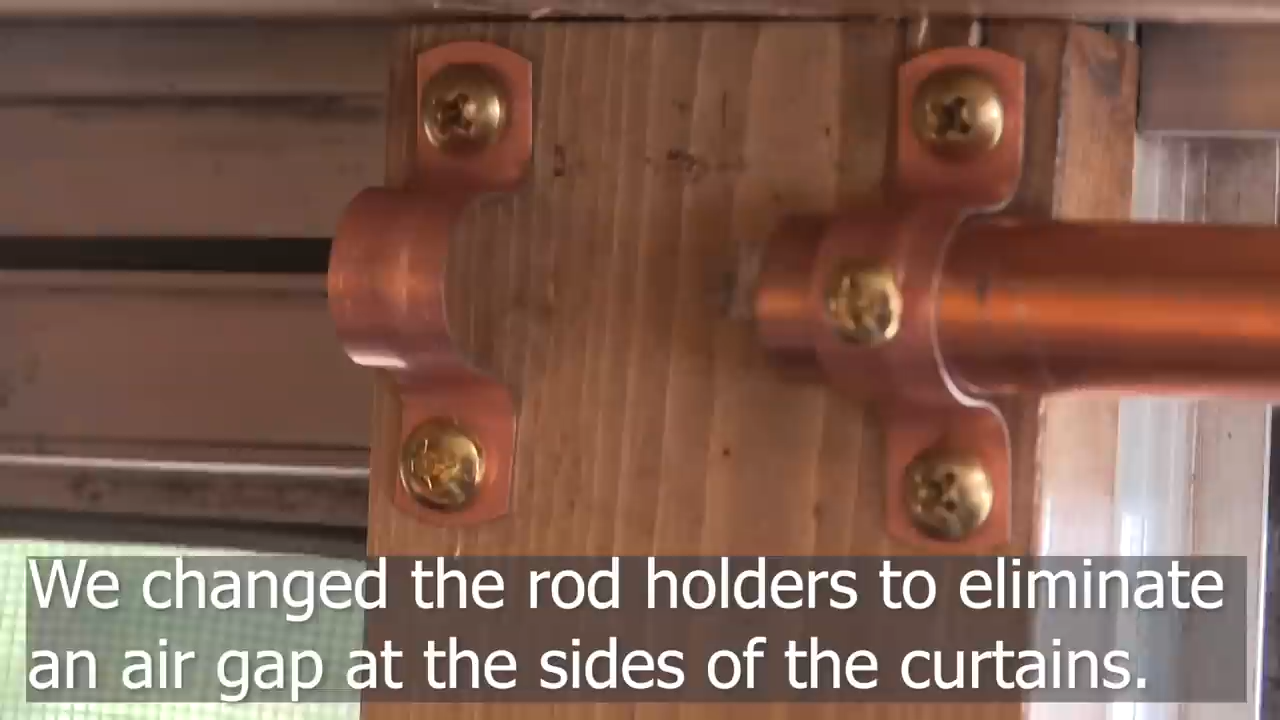 We changed the rod holders to eliminate
an air gap at the sides of the curtains.